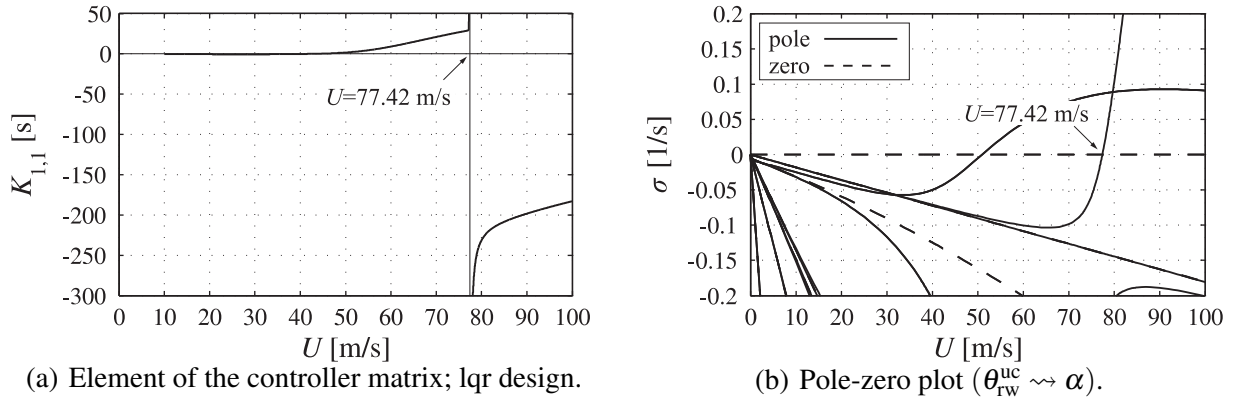 50
0
-50
-100
-150
-200
-250
-300
K1,1 [s]
U=77.42 m/s
0 10 20 30 40 50 60 70 80 90 100
U [m/s]
(a) Element of the controller matrix; lqr design.
0.2
0.15
0.1
0.05
0
-0.05
-0.1
-0.15
-0.2
σ [1/s]
pole
zero
U=77.42 m/s
0 10 20 30 40 50 60 70 80 90 100
U [m/s]
(b) Pole-zero plot (θ_rw^uc ⇝ α).